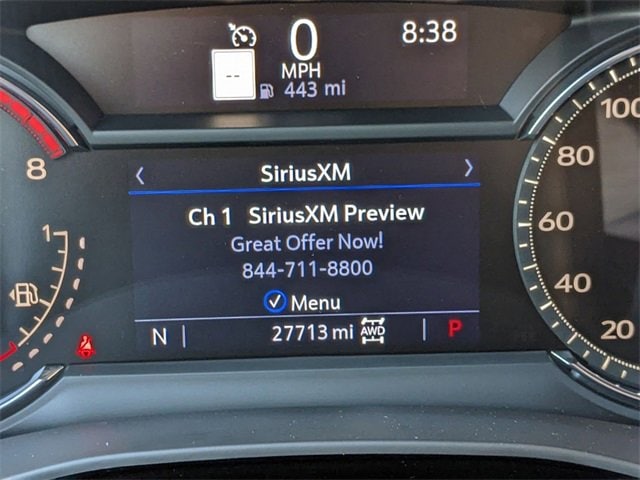 0
8:38
--
MPH
443 mi
8
1
< SiriusXM >
Ch 1 SiriusXM Preview
Great Offer Now!
844-711-8800
Menu
N | 27713 mi AWD | P
100
80
60
40
20